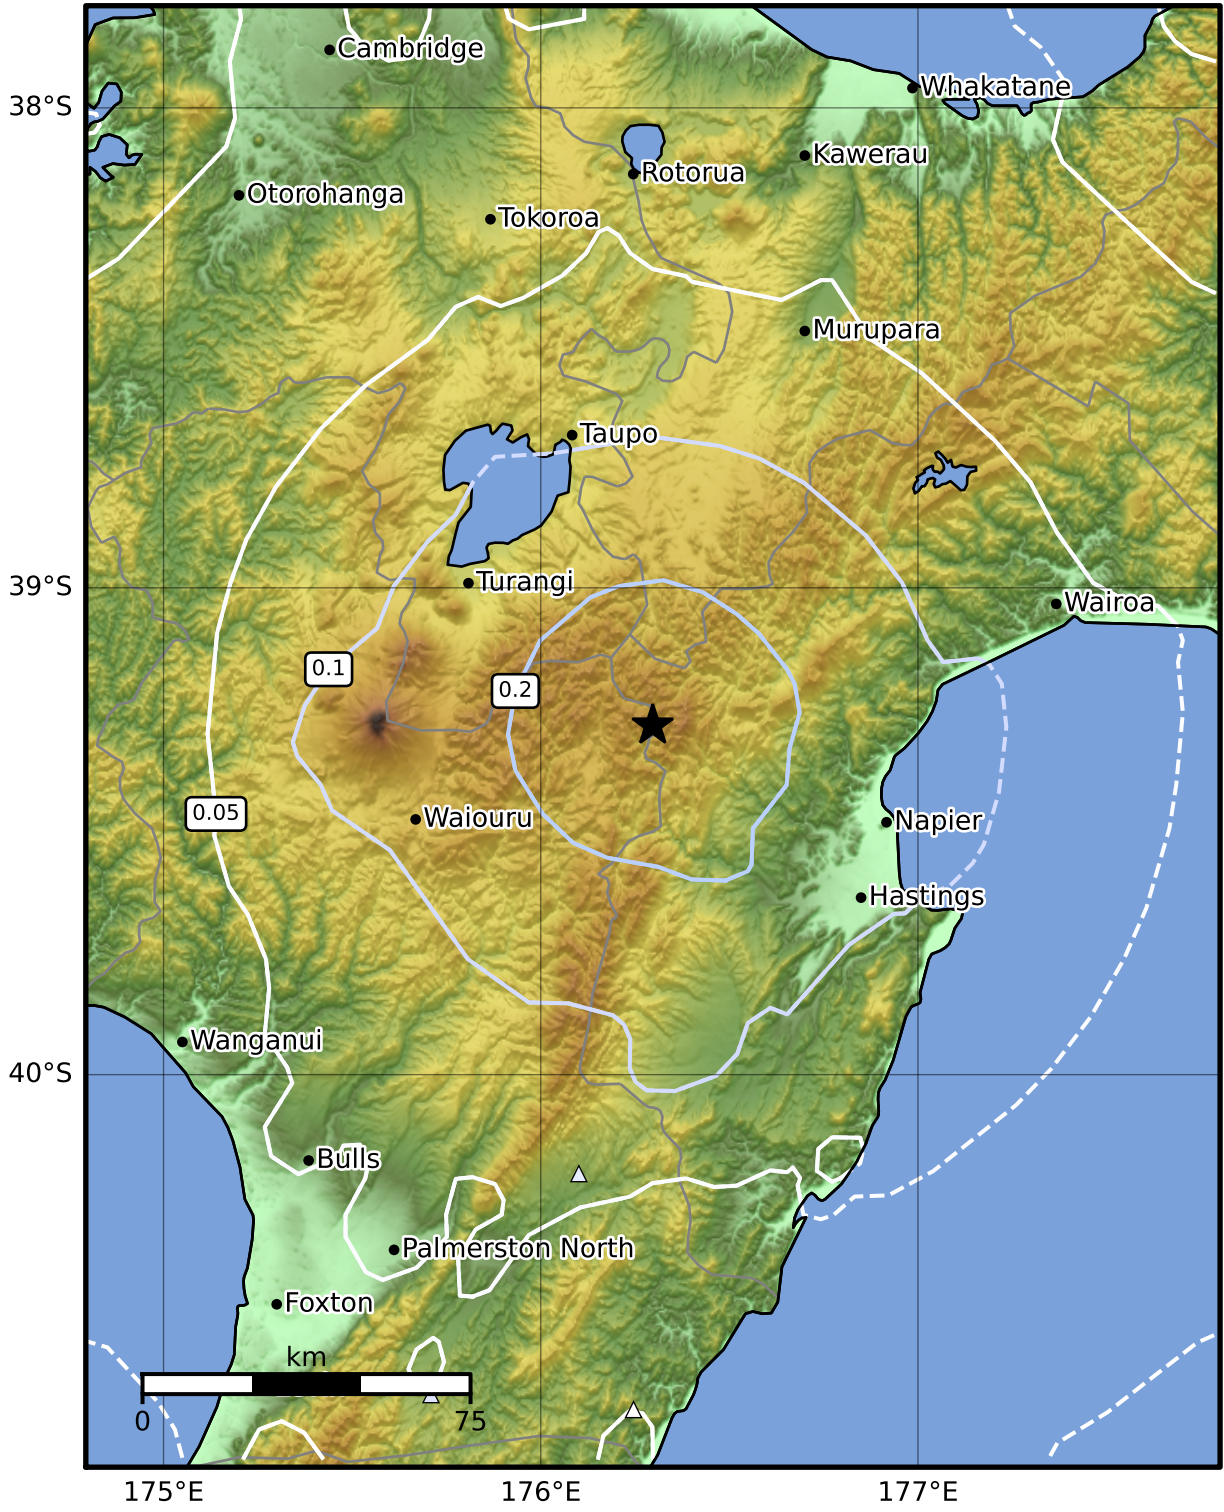 Cambridge
Whakatane
38°S
Kawerau
Rotorua
Otorohanga
Tokoroa
Murupara
Taupo
39°S
Turangi
Wairoa
0.1
0.2
0.05
Waiouru
Napier
Hastings
Wanganui
40°S
Bulls
Palmerston North
Foxton
km
0 75
175°E 176°E 177°E